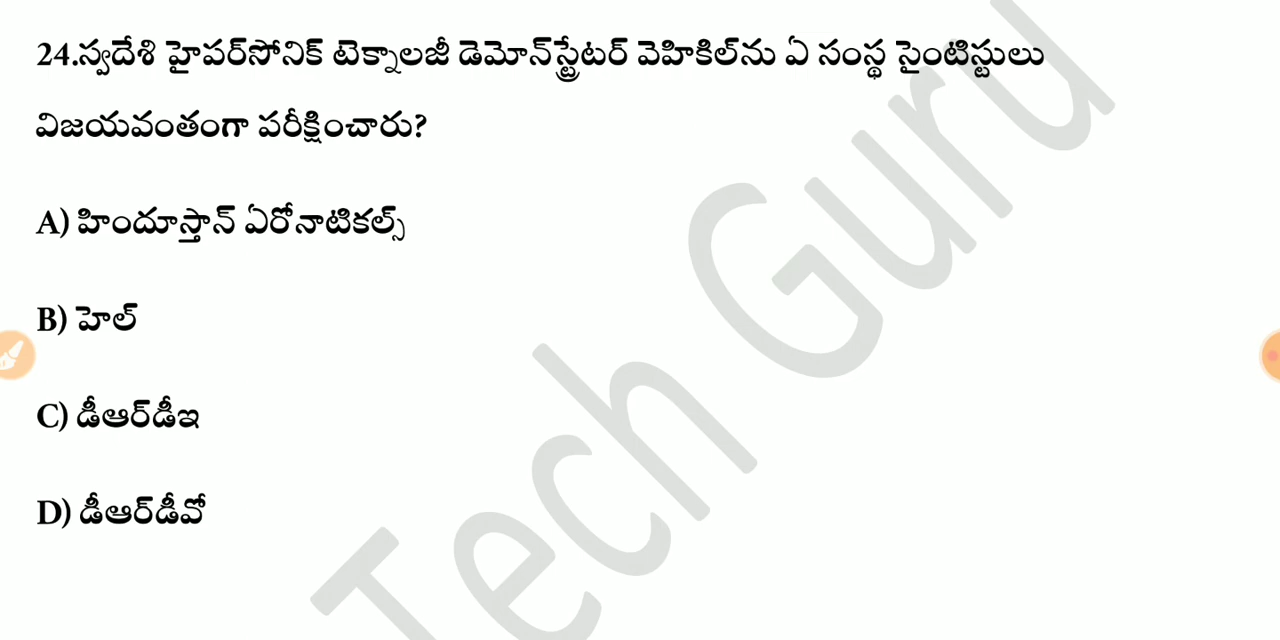 24.స్వదేశి హైపర్‌సోనిక్ టెక్నాలజీ డెమోన్‌స్ట్రేటర్ వెహికిల్‌ను ఏ సంస్థ సైంటిస్టులు
విజయవంతంగా పరీక్షించారు?
A) హిందూస్తాన్ ఏరోనాటికల్స్
B) హెల్
C) డీఆర్‌డీఇ
D) డీఆర్‌డీవో
Tech Guru